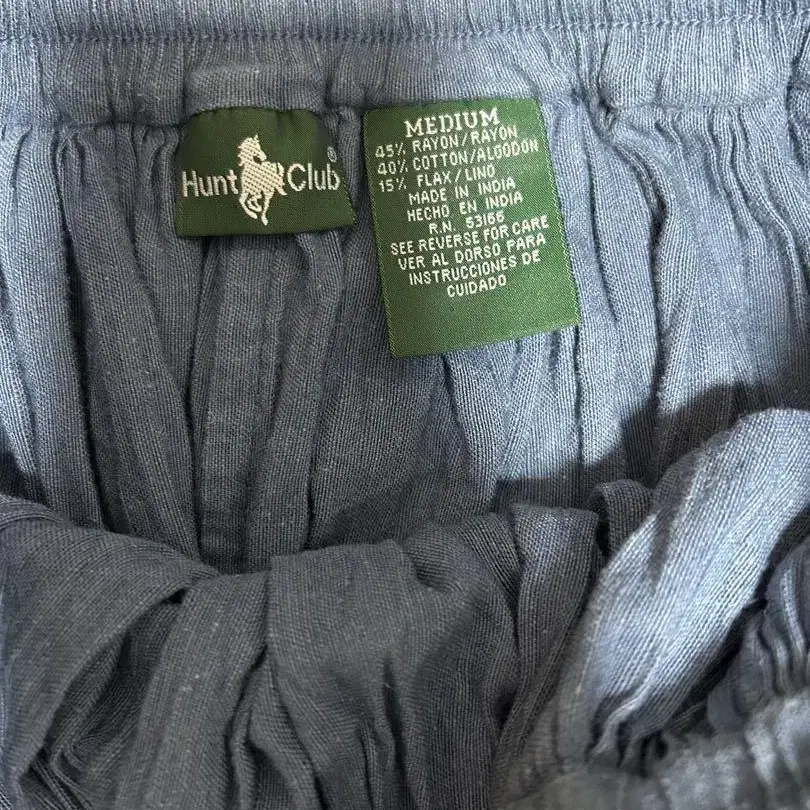 Hunt Club®
MEDIUM
45% RAYON/RAYON
40% COTTON/ALGODON
15% FLAX/LINO
MADE IN INDIA
HECHO EN INDIA
R.N. 53166
SEE REVERSE FOR CARE
VER AL DORSO PARA
INSTRUCCIONES DE
CUIDADO